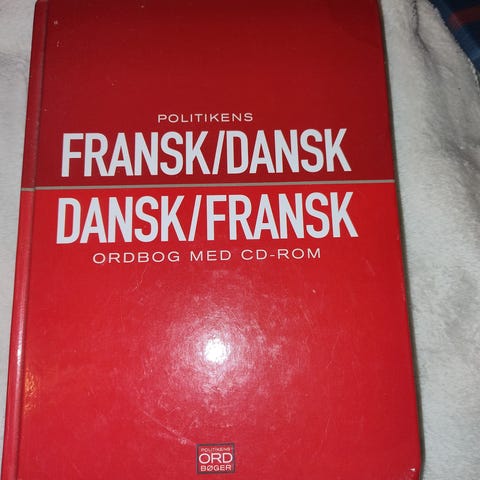 POLITIKENS
FRANSK/DANSK
DANSK/FRANSK
ORDBOG MED CD-ROM
POLITIKENS
ORD
BØGER